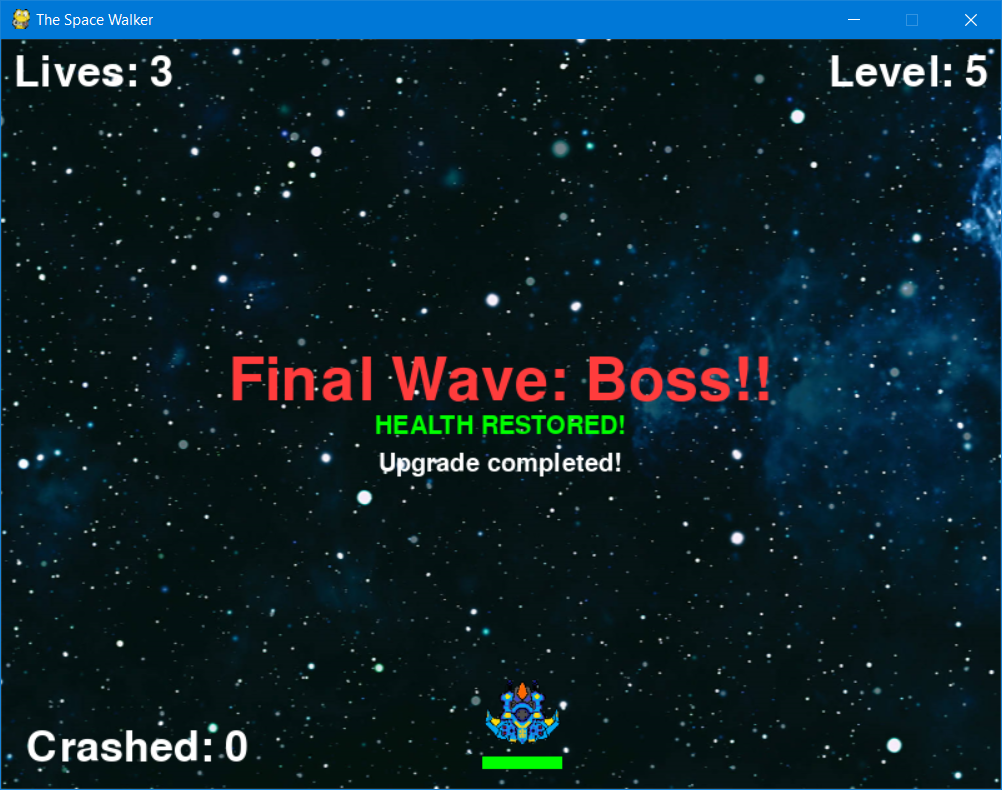 The Space Walker
Lives: 3
Level: 5
Final Wave: Boss!!
HEALTH RESTORED!
Upgrade completed!
Crashed: 0